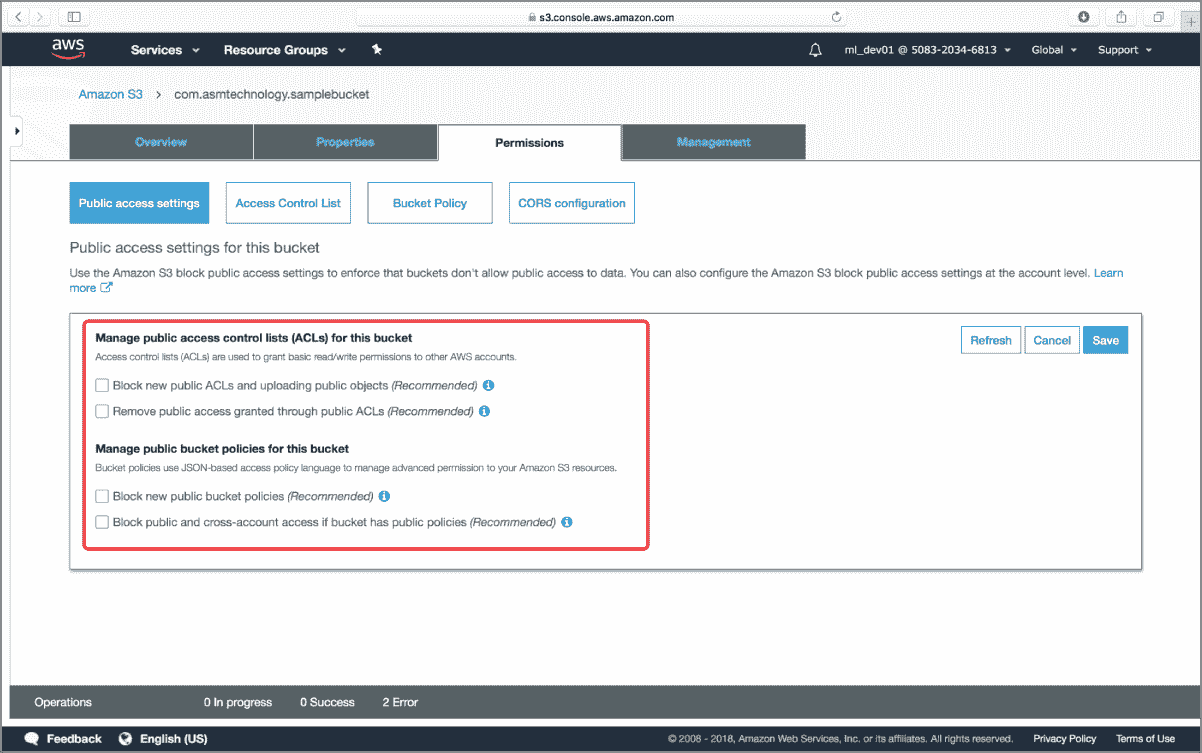 s3.console.aws.amazon.com
aws Services Resource Groups ml_dev01 @ 5083-2034-6813 Global Support
Amazon S3 > com.asmtechnology.samplebucket
Overview Properties Permissions Management
Public access settings Access Control List Bucket Policy CORS configuration
Public access settings for this bucket
Use the Amazon S3 block public access settings to enforce that buckets don't allow public access to data. You can also configure the Amazon S3 block public access settings at the account level. Learn
more
Manage public access control lists (ACLs) for this bucket
Refresh Cancel Save
Access control lists (ACLs) are used to grant basic read/write permissions to other AWS accounts.
Block new public ACLs and uploading public objects (Recommended)
Remove public access granted through public ACLs (Recommended)
Manage public bucket policies for this bucket
Bucket policies use JSON-based access policy language to manage advanced permission to your Amazon S3 resources.
Block new public bucket policies (Recommended)
Block public and cross-account access if bucket has public policies (Recommended)
Operations 0 In progress 0 Success 2 Error
Feedback English (US) © 2008 - 2018, Amazon Web Services, Inc. or its affiliates. All rights reserved. Privacy Policy Terms of Use